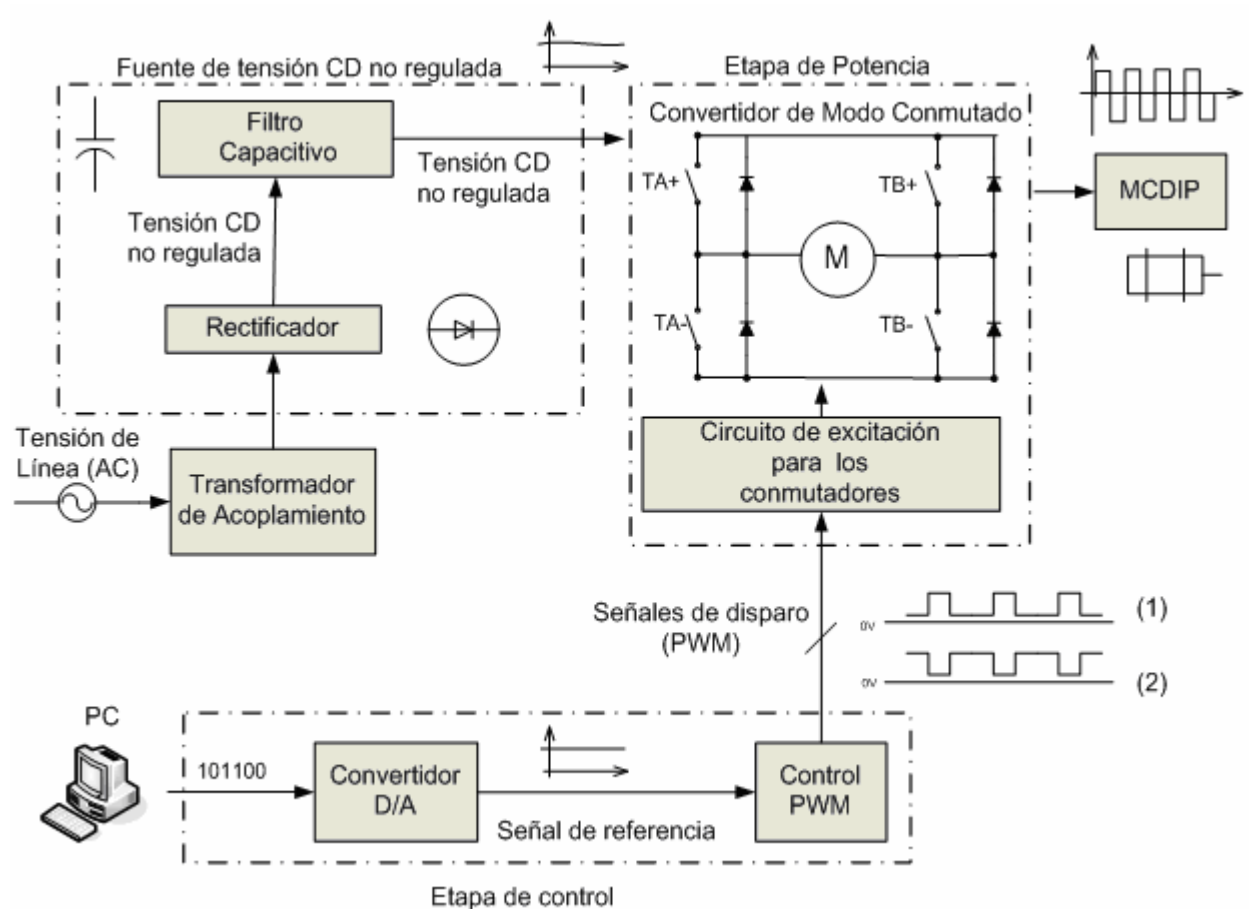 Fuente de tensión CD no regulada
Filtro
Capacitivo
Tensión CD
no regulada
Tensión CD
no regulada
Rectificador
Tensión de
Línea (AC)
Transformador
de Acoplamiento
Etapa de Potencia
Convertidor de Modo Conmutado
TA+
TB+
M
TA-
TB-
Circuito de excitación
para los
conmutadores
MCDIP
Señales de disparo
(PWM)
0V
(1)
0V
(2)
PC
101100
Convertidor
D/A
Señal de referencia
Control
PWM
Etapa de control